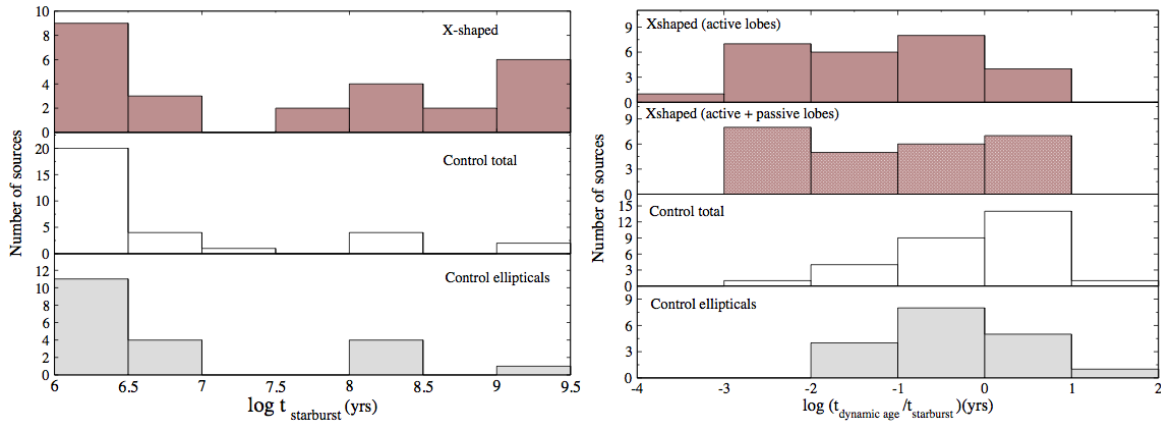 10
8
6
4
2
0
X-shaped
20
15
10
5
0
Control total
Number of sources
12
10
8
6
4
2
0
Control ellipticals
6 6.5 7 7.5 8 8.5 9 9.5
log t starburst (yrs)
9
6
3
0
Xshaped (active lobes)
9
6
3
0
Xshaped (active + passive lobes)
Number of sources
15
12
9
6
3
0
Control total
9
6
3
0
Control ellipticals
-4 -3 -2 -1 0 1 2
log (t dynamic age /t starburst)(yrs)